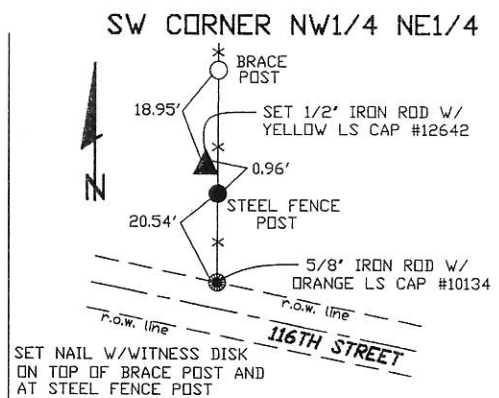 SW CORNER NW1/4 NE1/4
BRACE
POST
18.95'
SET 1/2" IRON ROD W/
YELLOW LS CAP #12642
0.96'
N
STEEL FENCE
POST
20.54'
5/8" IRON ROD W/
ORANGE LS CAP #10134
r.o.w. line
r.o.w. line
116TH STREET
SET NAIL W/WITNESS DISK
ON TOP OF BRACE POST AND
AT STEEL FENCE POST